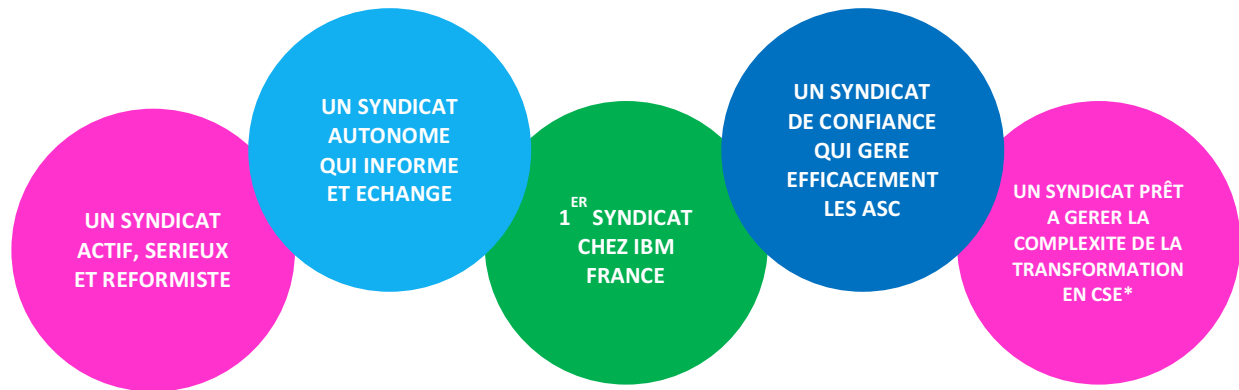 UN SYNDICAT
ACTIF, SERIEUX
ET REFORMISTE
UN SYNDICAT
AUTONOME
QUI INFORME
ET ECHANGE
1ER SYNDICAT
CHEZ IBM
FRANCE
UN SYNDICAT
DE CONFIANCE
QUI GERE
EFFICACEMENT
LES ASC
UN SYNDICAT PRÊT
A GERER LA
COMPLEXITE DE LA
TRANSFORMATION
EN CSE*